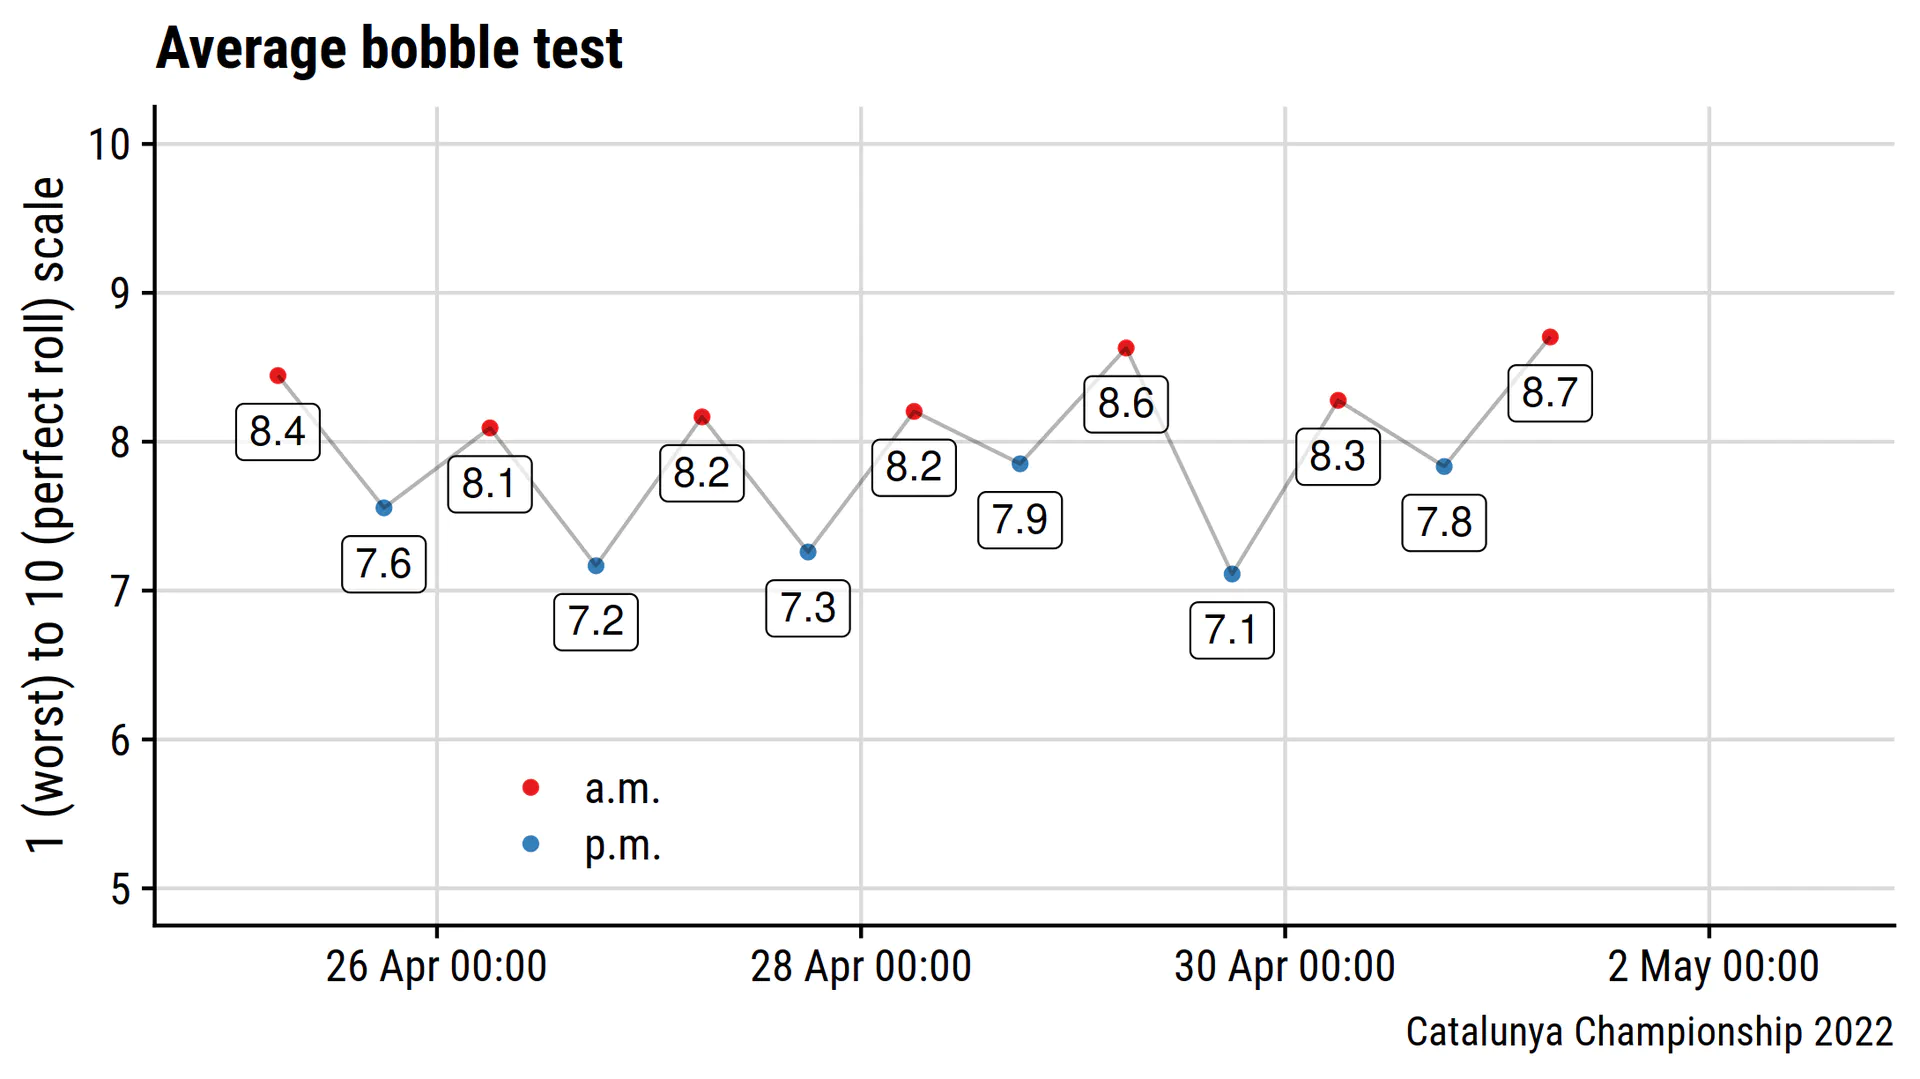 Average bobble test
1 (worst) to 10 (perfect roll) scale
10
9
8
7
6
5
8.4
7.6
8.1
7.2
8.2
7.3
8.2
7.9
8.6
7.1
8.3
7.8
8.7
a.m.
p.m.
26 Apr 00:00
28 Apr 00:00
30 Apr 00:00
2 May 00:00
Catalunya Championship 2022